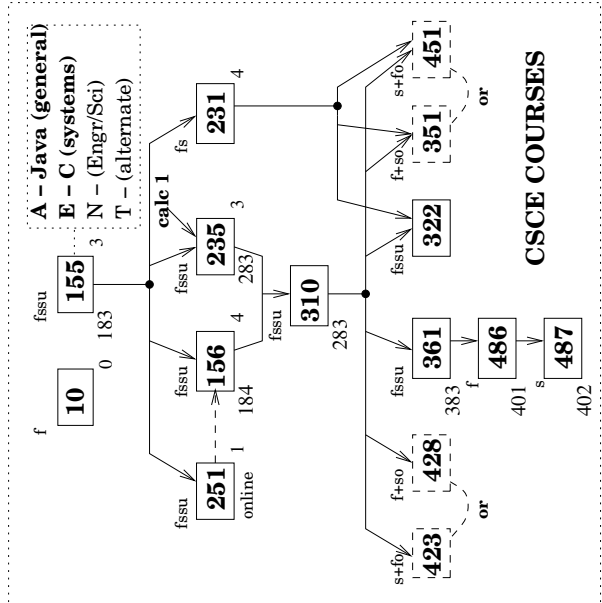 A – Java (general)
E – C (systems)
N – (Engr/Sci)
T – (alternate)
f
10
0
fssu
155
3
183
calc 1
fssu
251
1
online
fssu
156
4
184
fssu
235
3
283
fs
231
4
fssu
310
283
s+fo
423
f+so
428
or
fssu
361
383
fssu
322
f+so
351
s+fo
451
or
f
486
401
s
487
402
CSCE COURSES